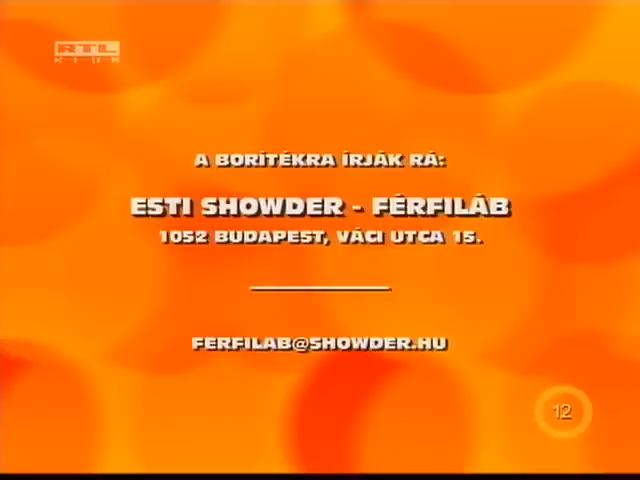 RTL
KLUB
A BORÍTÉKRA ÍRJÁK RÁ:
ESTI SHOWDER - FÉRFILÁB
1052 BUDAPEST, VÁCI UTCA 15.
FERFILAB@SHOWDER.HU
12